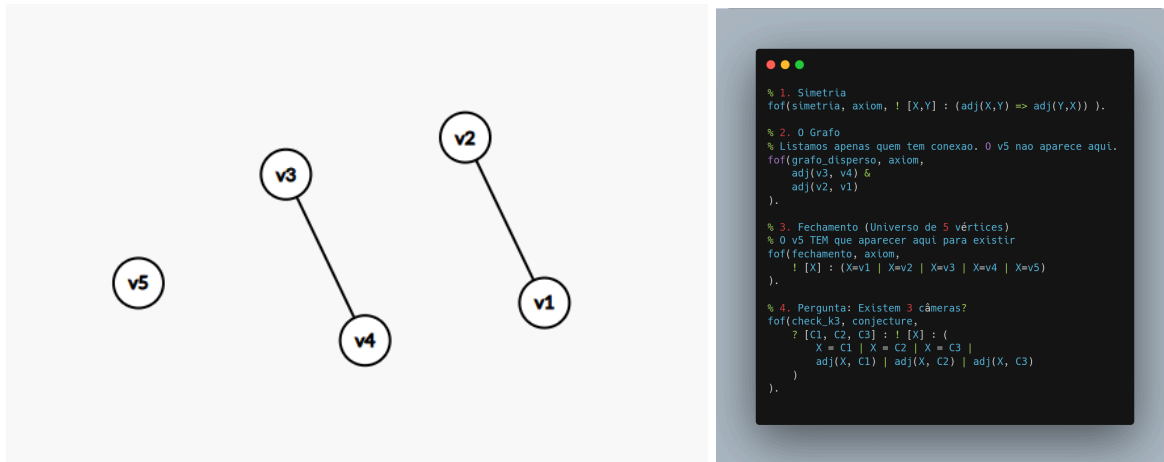 v2
v3
v5
v1
v4
% 1. Simetria
fof(simetria, axiom, ! [X,Y] : (adj(X,Y) => adj(Y,X)) ).
% 2. O Grafo
% Listamos apenas quem tem conexao. O v5 nao aparece aqui.
fof(grafo_disperso, axiom,
    adj(v3, v4) &
    adj(v2, v1)
).
% 3. Fechamento (Universo de 5 vértices)
% O v5 TEM que aparecer aqui para existir
fof(fechamento, axiom,
    ! [X] : (X=v1 | X=v2 | X=v3 | X=v4 | X=v5)
).
% 4. Pergunta: Existem 3 câmeras?
fof(check_k3, conjecture,
    ? [C1, C2, C3] : ! [X] : (
        X = C1 | X = C2 | X = C3 |
        adj(X, C1) | adj(X, C2) | adj(X, C3)
    )
).